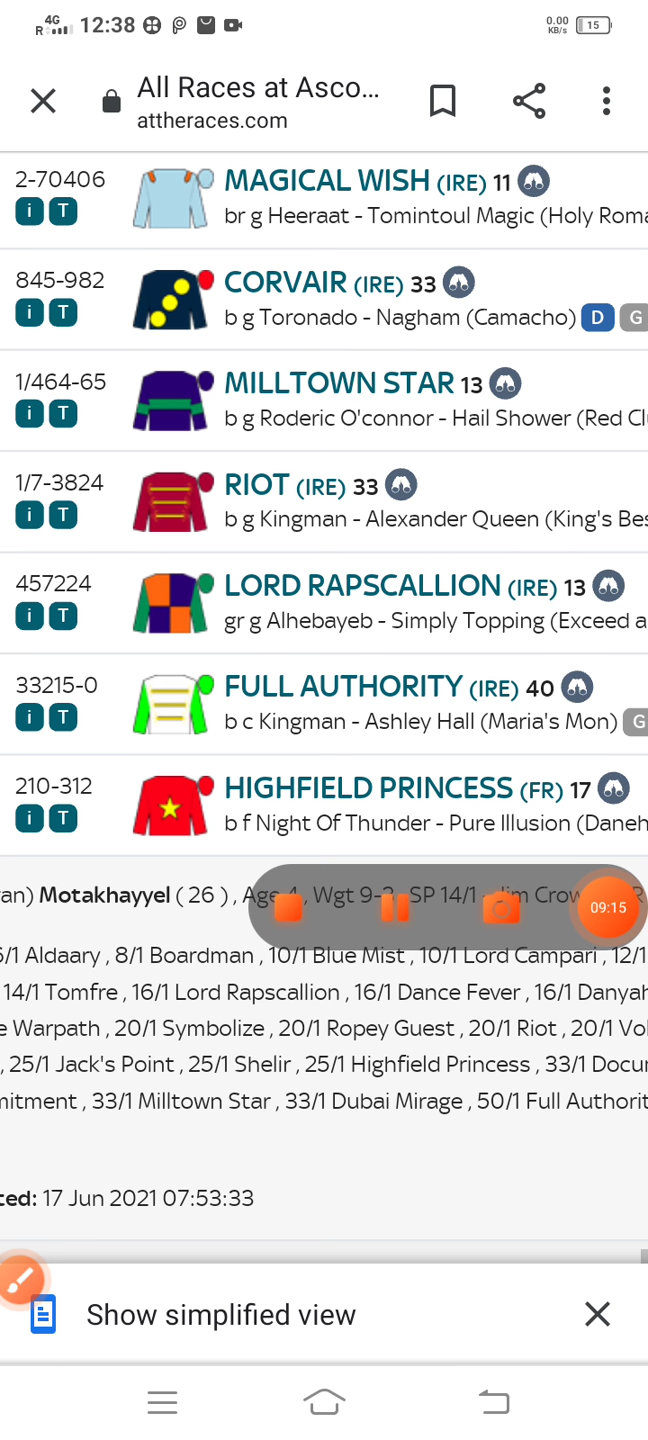 R 4G 12:38 0.00 KB/s 15
All Races at Asco...
attheraces.com
2-70406 MAGICAL WISH (IRE) 11
i T br g Heeraat - Tomintoul Magic (Holy Roma
845-982 CORVAIR (IRE) 33
i T b g Toronado - Nagham (Camacho) D G
1/464-65 MILLTOWN STAR 13
i T b g Roderic O'connor - Hail Shower (Red Cl
1/7-3824 RIOT (IRE) 33
i T b g Kingman - Alexander Queen (King's Bes
457224 LORD RAPSCALLION (IRE) 13
i T gr g Alhebayeb - Simply Topping (Exceed a
33215-0 FULL AUTHORITY (IRE) 40
i T b c Kingman - Ashley Hall (Maria's Mon) G
210-312 HIGHFIELD PRINCESS (FR) 17
i T b f Night Of Thunder - Pure Illusion (Daneh
an) Motakhayyel ( 26 ) , Age 4 , Wgt 9-3 , SP 14/1 - Jim Crow R
09:15
/1 Aldaary , 8/1 Boardman , 10/1 Blue Mist , 10/1 Lord Campari , 12/1
14/1 Tomfre , 16/1 Lord Rapscallion , 16/1 Dance Fever , 16/1 Danyah
e Warpath , 20/1 Symbolize , 20/1 Ropey Guest , 20/1 Riot , 20/1 Vo
, 25/1 Jack's Point , 25/1 Shelir , 25/1 Highfield Princess , 33/1 Docu
mitment , 33/1 Milltown Star , 33/1 Dubai Mirage , 50/1 Full Authorit
ted: 17 Jun 2021 07:53:33
Show simplified view